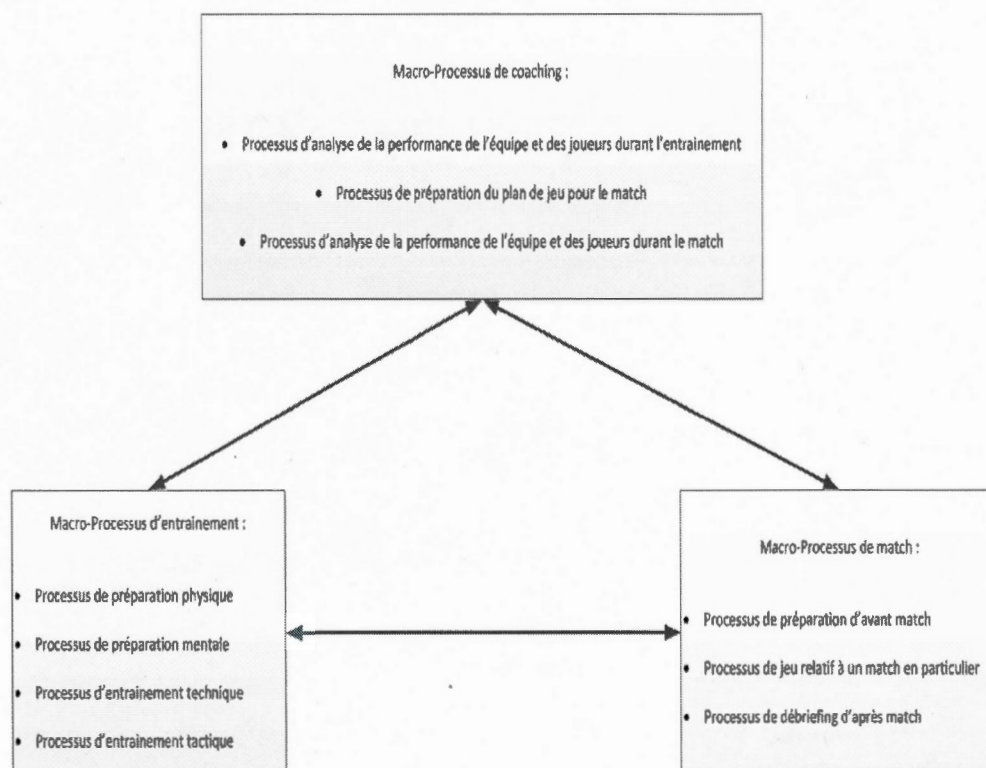 Macro-Processus de coaching :
• Processus d'analyse de la performance de l'équipe et des joueurs durant l'entrainement
• Processus de préparation du plan de jeu pour le match
• Processus d'analyse de la performance de l'équipe et des joueurs durant le match
Macro-Processus d'entrainement :
• Processus de préparation physique
• Processus de préparation mentale
• Processus d'entrainement technique
• Processus d'entrainement tactique
Macro-Processus de match :
• Processus de préparation d'avant match
• Processus de jeu relatif à un match en particulier
• Processus de débriefing d'après match